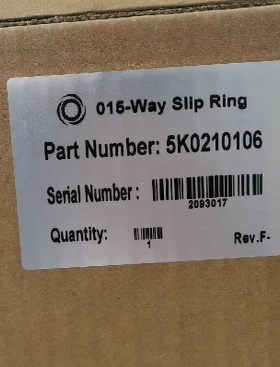 015-Way Slip Ring
Part Number: 5K0210106
Serial Number :
2093017
Quantity:
1
Rev.F-